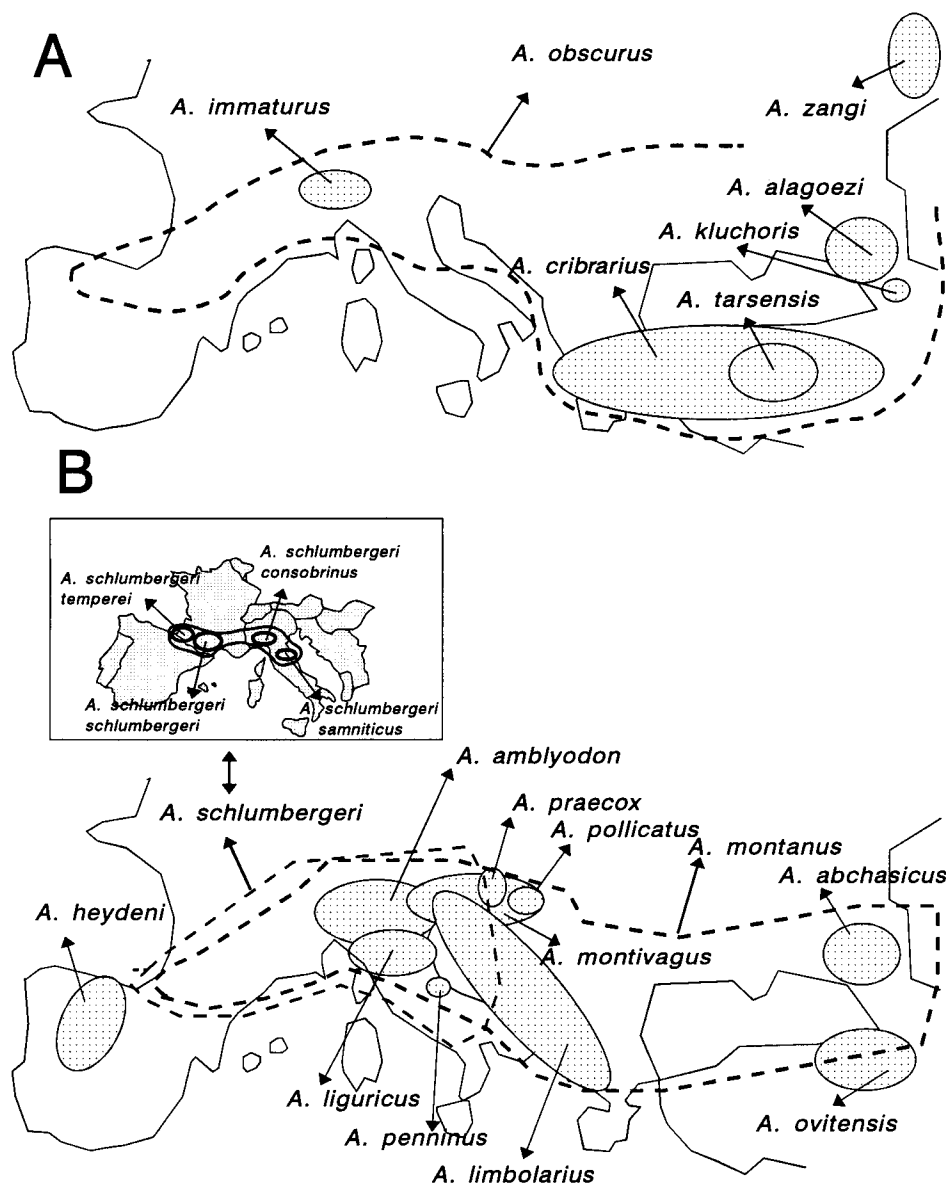 A
A. obscurus
A. immaturus
A. zangi
A. alagoezi
A. kluchoris
A. cribrarius
A. tarsensis
B
A. schlumbergeri
consobrinus
A. schlumbergeri
temperei
A. schlumbergeri
schlumbergeri
A. schlumbergeri
samniticus
A. amblyodon
A. schlumbergeri
A. praecox
A. pollicatus
A. montanus
A. abchasicus
A. heydeni
A. montivagus
A. liguricus
A. penninus
A. ovitensis
A. limbolarius